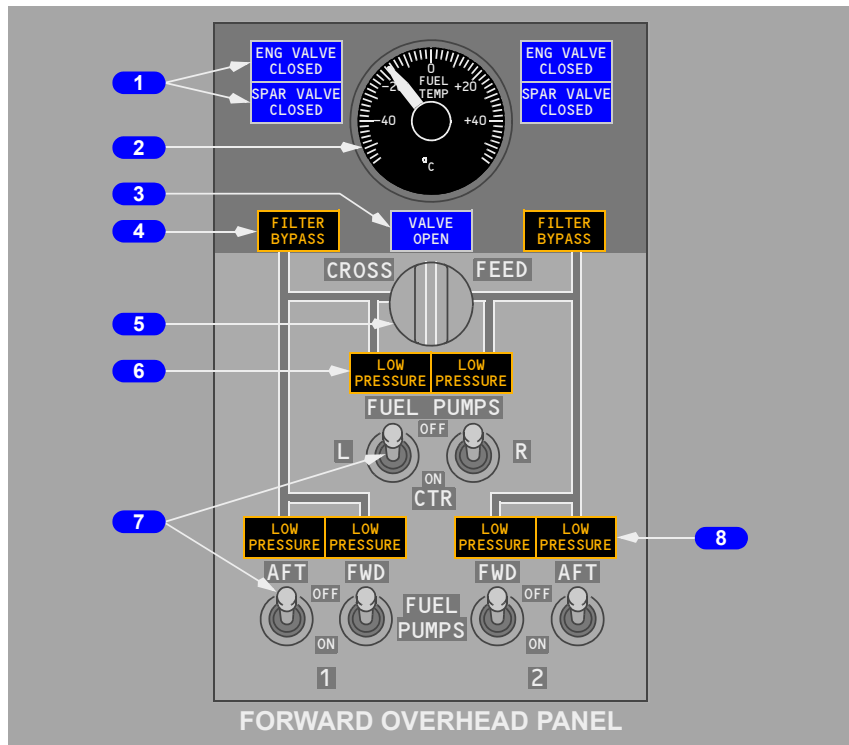 ENG VALVE
CLOSED
SPAR VALVE
CLOSED
ENG VALVE
CLOSED
SPAR VALVE
CLOSED
0
FUEL
TEMP
-20
+20
-40
+40
°C
1
2
3
4
FILTER
BYPASS
VALVE
OPEN
FILTER
BYPASS
CROSS FEED
5
6
LOW
PRESSURE
LOW
PRESSURE
FUEL PUMPS
OFF
L
R
ON
CTR
7
LOW
PRESSURE
LOW
PRESSURE
LOW
PRESSURE
LOW
PRESSURE
8
AFT
FWD
FWD
AFT
OFF
OFF
FUEL
PUMPS
ON
ON
1
2
FORWARD OVERHEAD PANEL